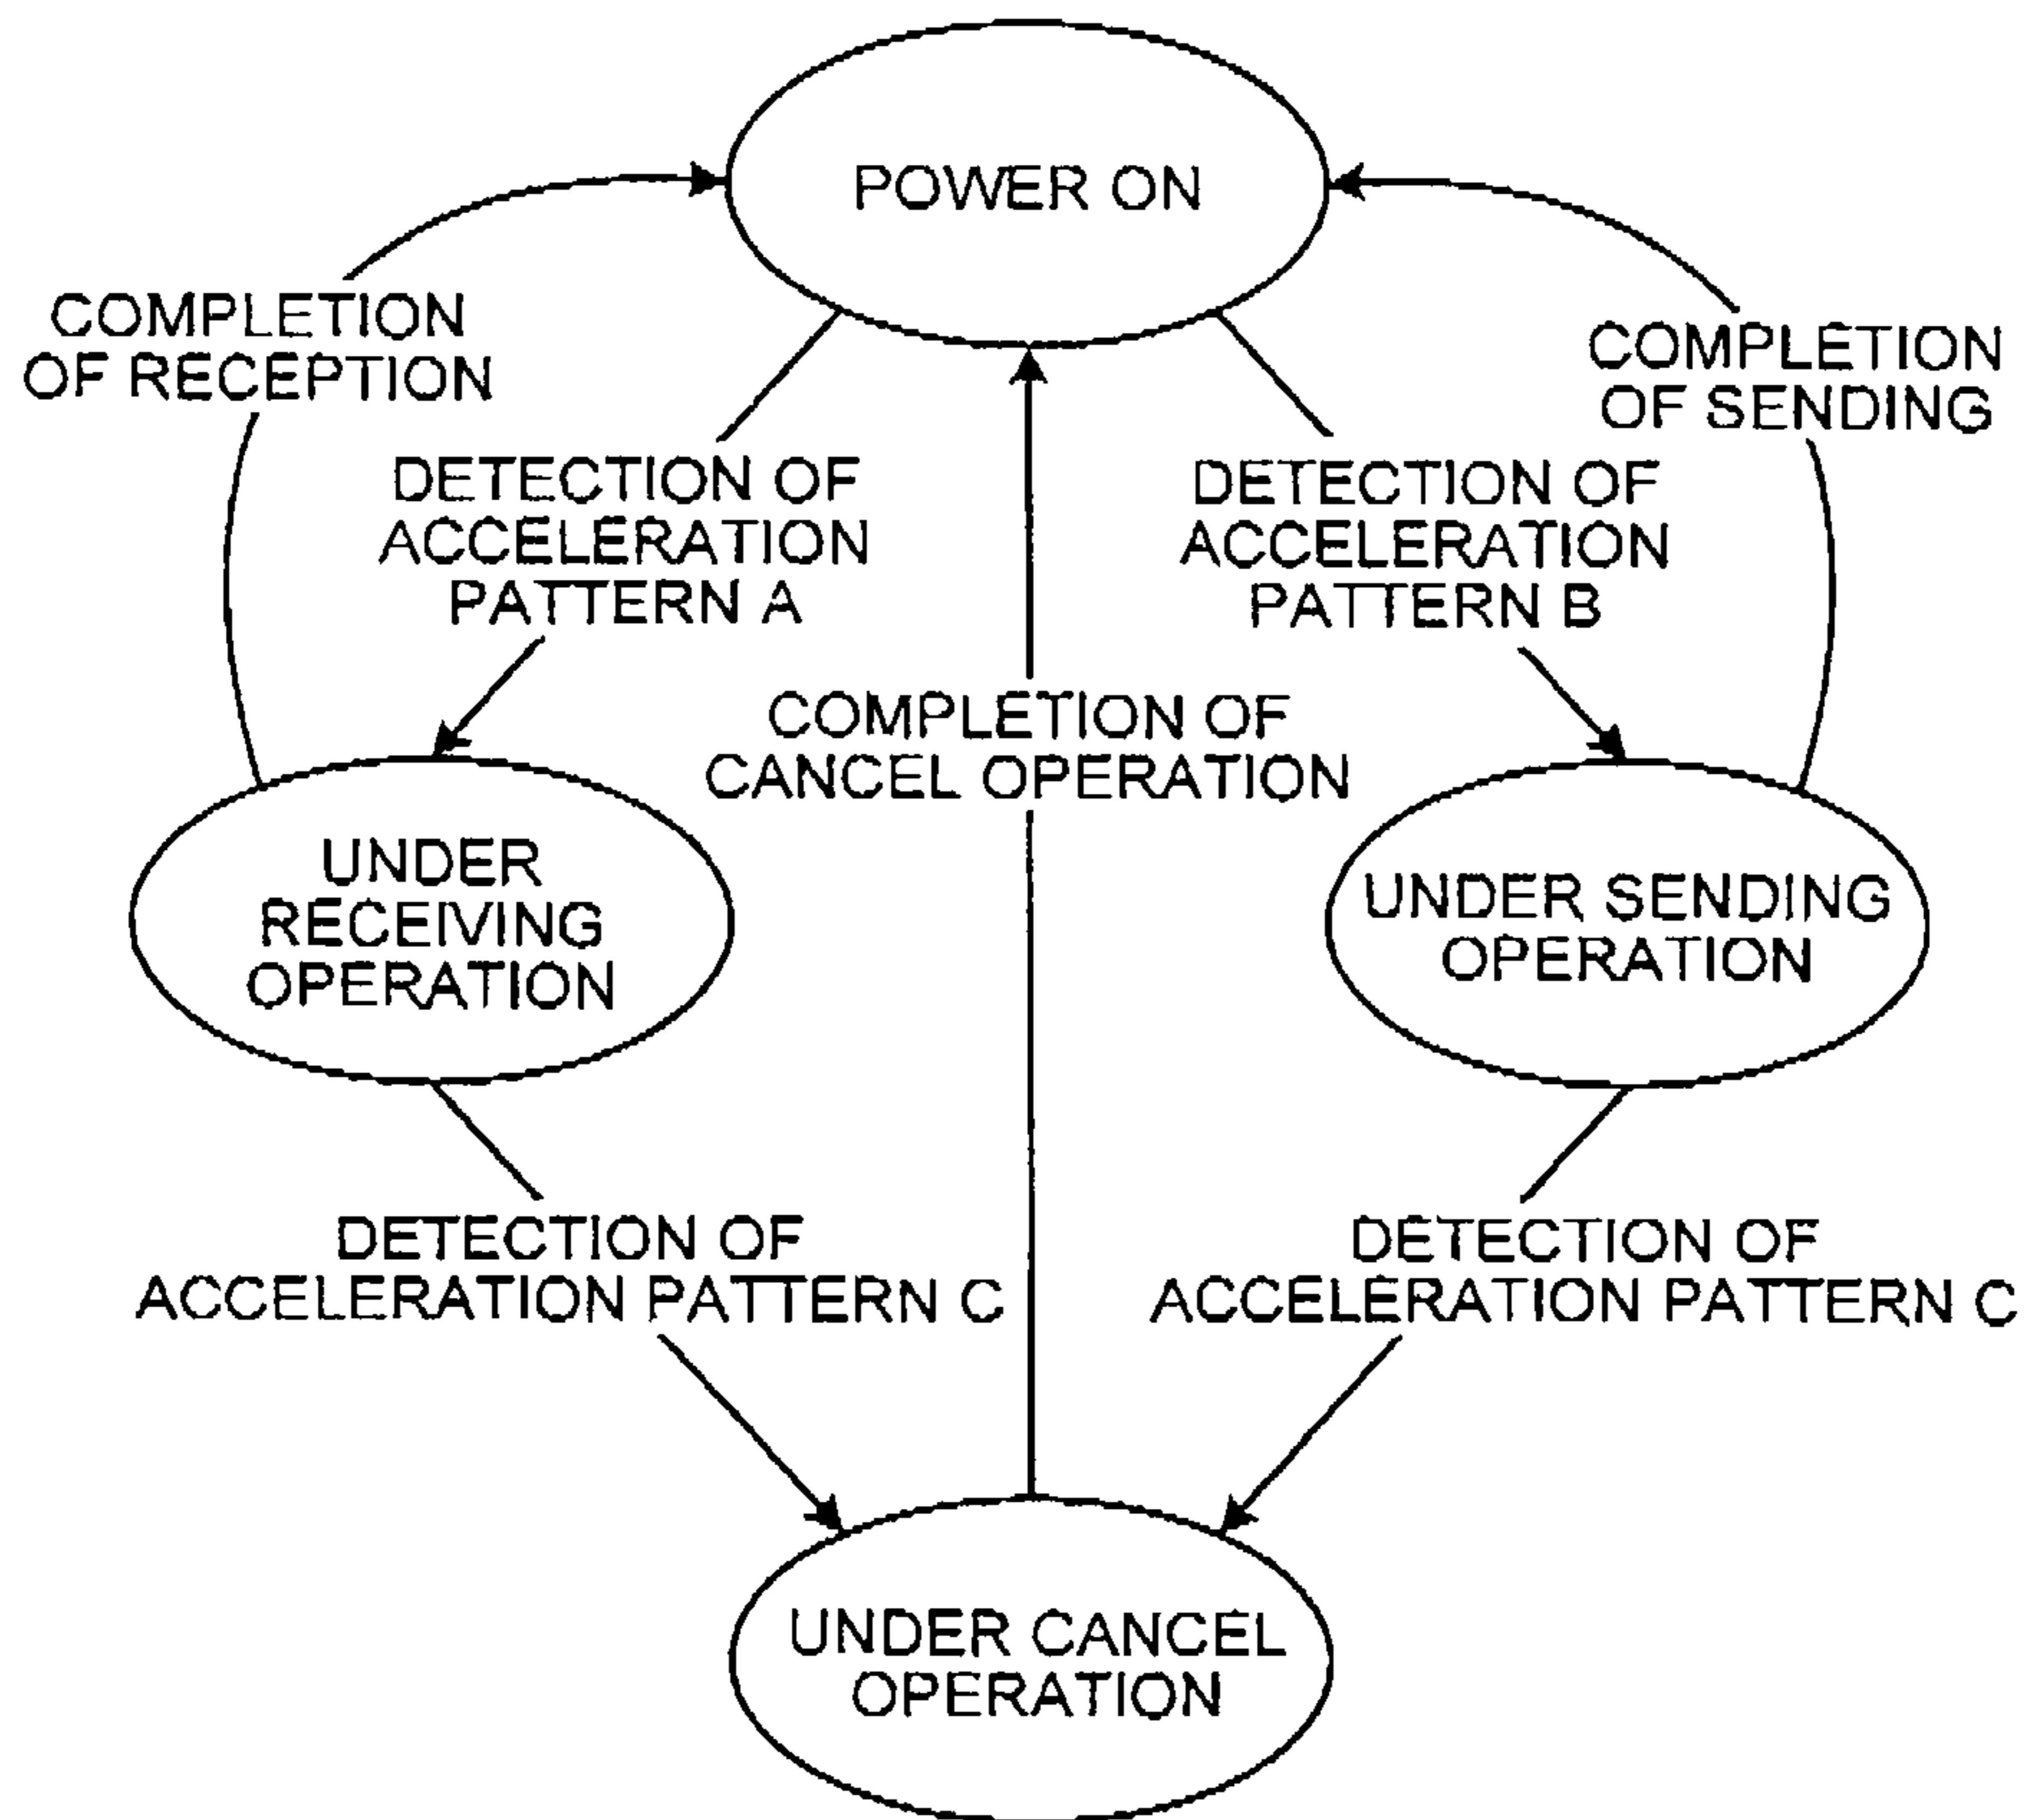 POWER ON
COMPLETION
OF RECEPTION
COMPLETION
OF SENDING
DETECTION OF
ACCELERATION
PATTERN A
DETECTION OF
ACCELERATION
PATTERN B
COMPLETION OF
CANCEL OPERATION
UNDER
RECEIVING
OPERATION
UNDER SENDING
OPERATION
DETECTION OF
ACCELERATION PATTERN C
DETECTION OF
ACCELERATION PATTERN C
UNDER CANCEL
OPERATION